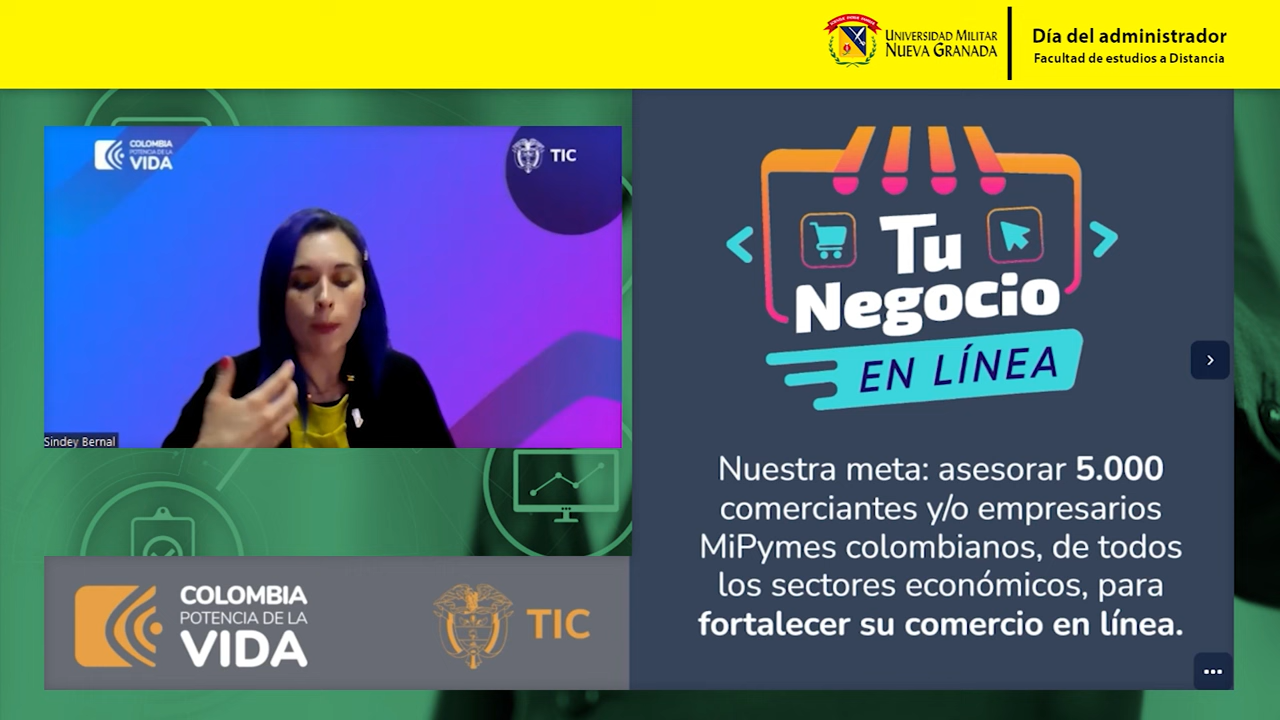 UNIVERSIDAD MILITAR
NUEVA GRANADA
Día del administrador
Facultad de estudios a Distancia
COLOMBIA
POTENCIA DE LA
VIDA
TIC
Sindey Bernal
Tu
Negocio
EN LÍNEA
Nuestra meta: asesorar 5.000
comerciantes y/o empresarios
MiPymes colombianos, de todos
los sectores económicos, para
fortalecer su comercio en línea.
COLOMBIA
POTENCIA DE LA
VIDA
TIC